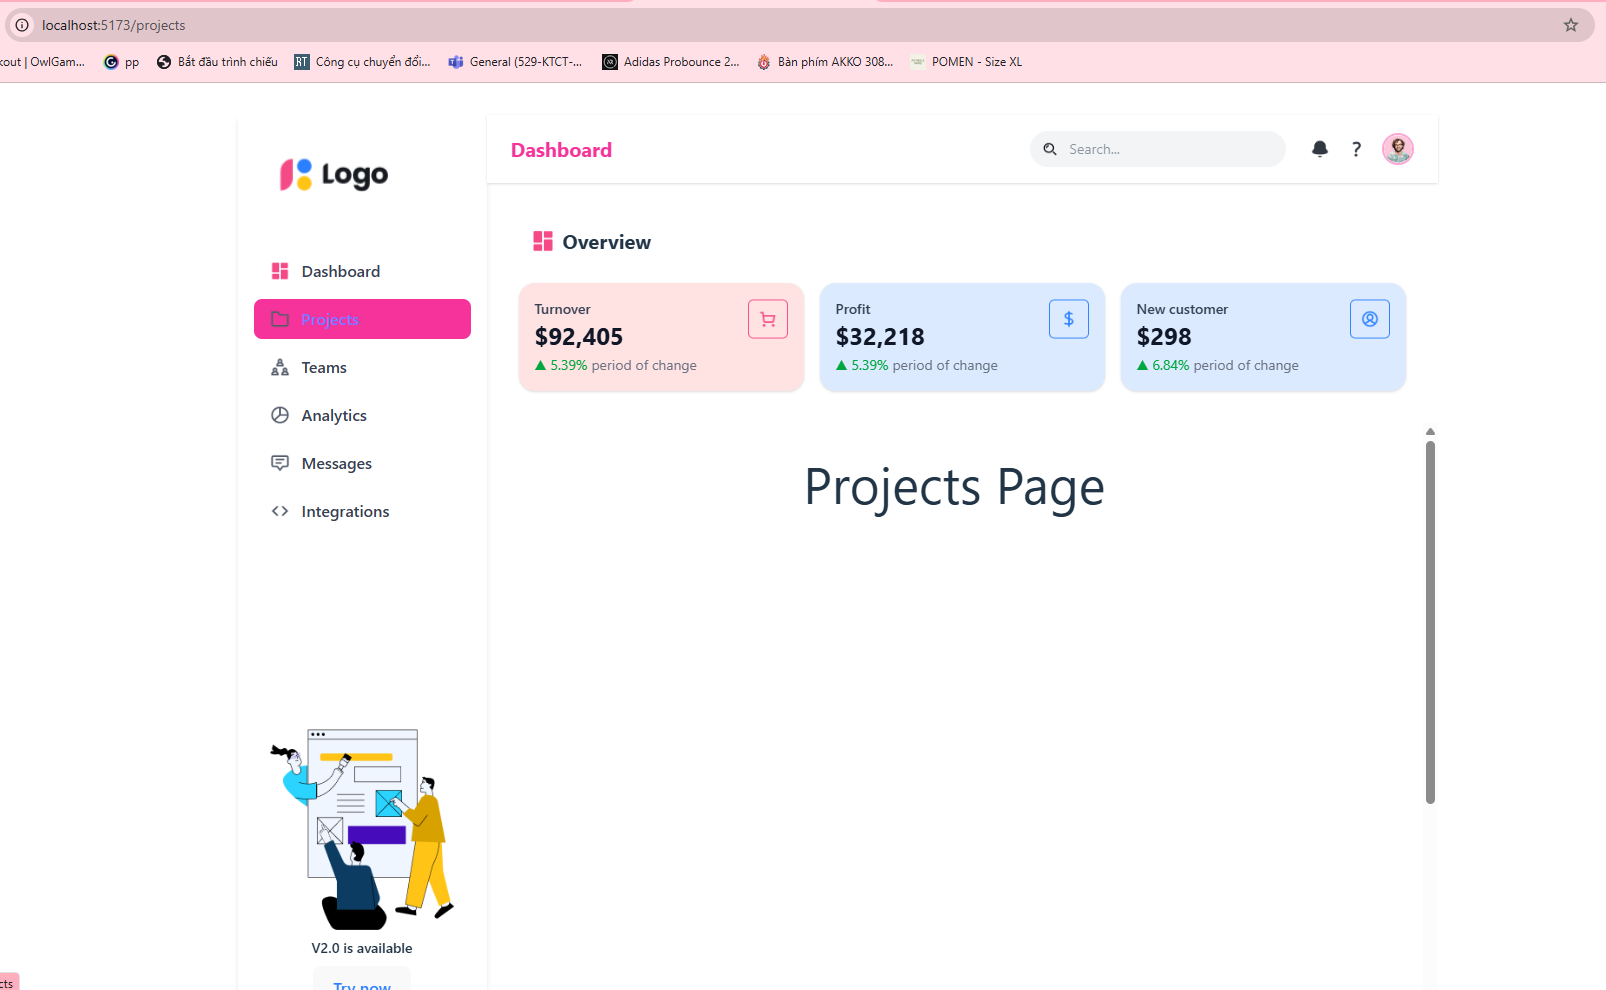 localhost:5173/projects
kout | OwlGam...
pp
Bắt đầu trình chiếu
RT
Công cụ chuyển đổi...
General (529-KTCT-...
Adidas Probounce 2...
Bàn phím AKKO 308...
POMEN - Size XL
Logo
Dashboard
Search...
?
Overview
Dashboard
Projects
Teams
Analytics
Messages
Integrations
Turnover
$92,405
▲ 5.39% period of change
Profit
$32,218
▲ 5.39% period of change
$
New customer
$298
▲ 6.84% period of change
Projects Page
V2.0 is available
Try now
cts